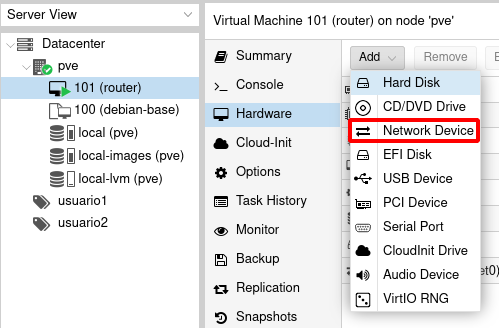 Server View
Datacenter
pve
101 (router)
100 (debian-base)
local (pve)
local-images (pve)
local-lvm (pve)
usuario1
usuario2
Virtual Machine 101 (router) on node 'pve'
Summary
Console
Hardware
Cloud-Init
Options
Task History
Monitor
Backup
Replication
Snapshots
Add
Remove
Hard Disk
CD/DVD Drive
Network Device
EFI Disk
USB Device
PCI Device
Serial Port
CloudInit Drive
Audio Device
VirtIO RNG
et0)